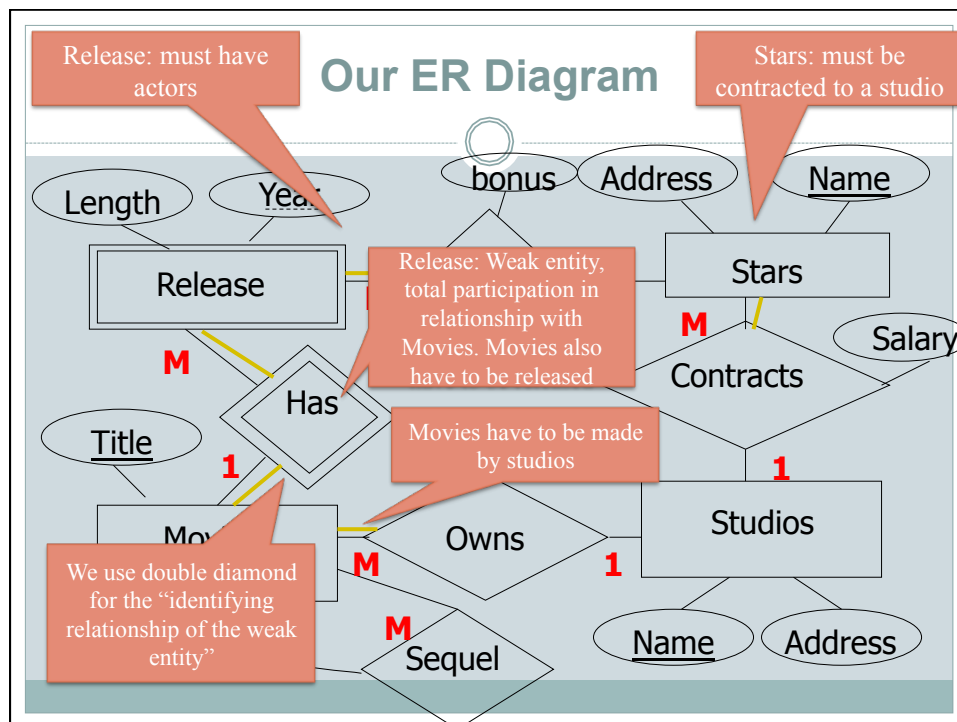 Release: must have
actors
Our ER Diagram
Stars: must be
contracted to a studio
Length
Year
bonus
Address
Name
Release
Stars
Release: Weak entity,
total participation in
relationship with
Movies. Movies also
have to be released
M
M
Salary
Contracts
Has
Title
Movies have to be made
by studios
1
1
Owns
Studios
M
1
We use double diamond
for the “identifying
relationship of the weak
entity”
M
Sequel
Name
Address